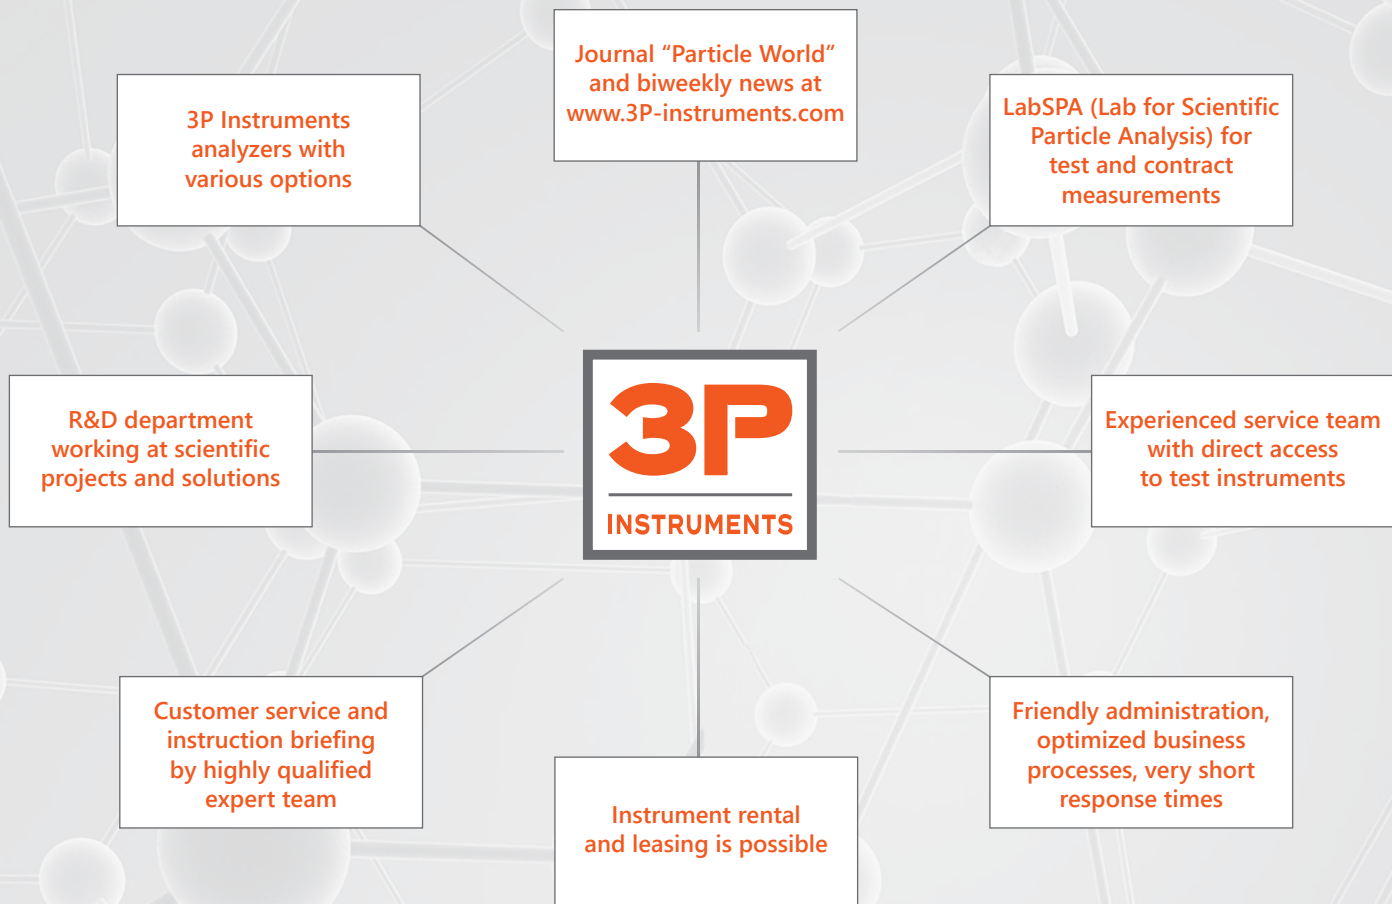 Journal “Particle World”
and biweekly news at
www.3P-instruments.com
3P Instruments
analyzers with
various options
LabSPA (Lab for Scientific
Particle Analysis) for
test and contract
measurements
R&D department
working at scientific
projects and solutions
3P
INSTRUMENTS
Experienced service team
with direct access
to test instruments
Customer service and
instruction briefing
by highly qualified
expert team
Instrument rental
and leasing is possible
Friendly administration,
optimized business
processes, very short
response times